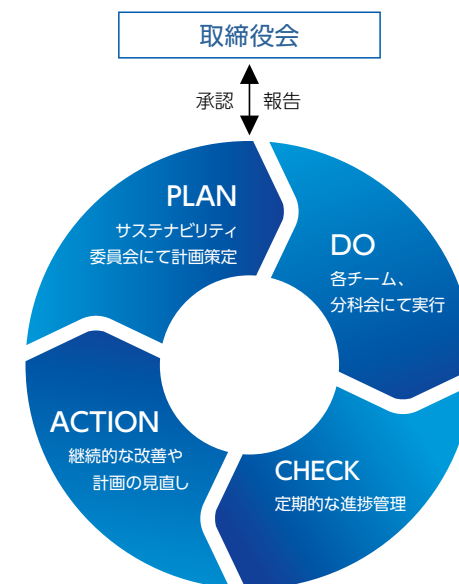 取締役会
承認 報告
PLAN
サステナビリティ
委員会にて計画策定
DO
各チーム、
分科会にて実行
CHECK
定期的な進捗管理
ACTION
継続的な改善や
計画の見直し